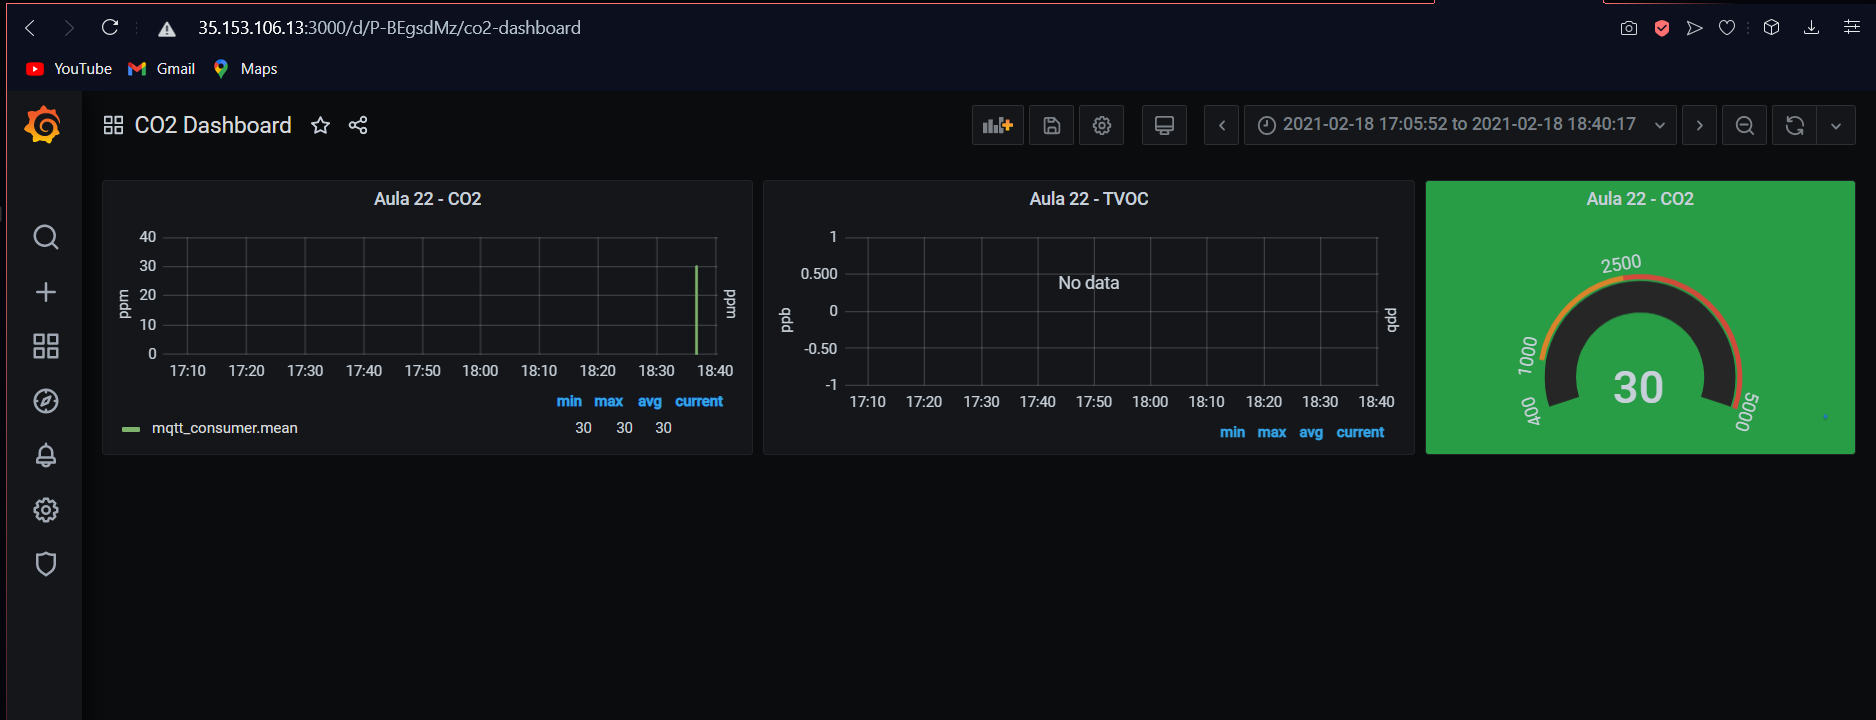 35.153.106.13:3000/d/P-BEgsdMz/co2-dashboard
YouTube Gmail Maps
CO2 Dashboard
2021-02-18 17:05:52 to 2021-02-18 18:40:17
Aula 22 - CO2
40
30
20
10
0
ppm
ppm
17:10 17:20 17:30 17:40 17:50 18:00 18:10 18:20 18:30 18:40
min max avg current
mqtt_consumer.mean 30 30 30
Aula 22 - TVOC
1
0.500
0
-0.50
-1
ppb
ppb
No data
17:10 17:20 17:30 17:40 17:50 18:00 18:10 18:20 18:30 18:40
min max avg current
Aula 22 - CO2
400
1000
2500
5000
30